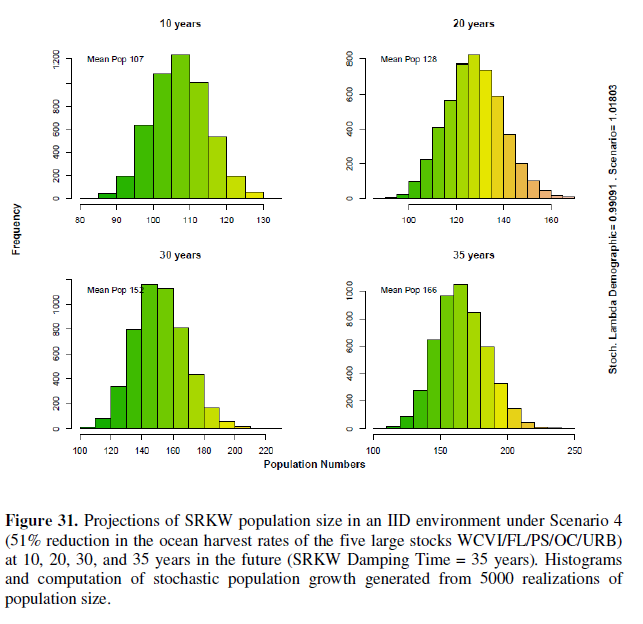 10 years
20 years
Mean Pop 107
Mean Pop 128
0 200 400 600 800 1200
0 200 400 600 800
80 90 100 110 120 130
100 120 140 160
Frequency
30 years
35 years
Mean Pop 152
Mean Pop 166
0 200 400 600 800 1000
0 200 400 600 800 1000
100 120 140 160 180 200 220
100 150 200 250
Population Numbers
Stoch. Lambda Demographic= 0.99091 . Scenario= 1.01803
Figure 31. Projections of SRKW population size in an IID environment under Scenario 4
(51% reduction in the ocean harvest rates of the five large stocks WCVI/FL/PS/OC/URB)
at 10, 20, 30, and 35 years in the future (SRKW Damping Time = 35 years). Histograms
and computation of stochastic population growth generated from 5000 realizations of
population size.